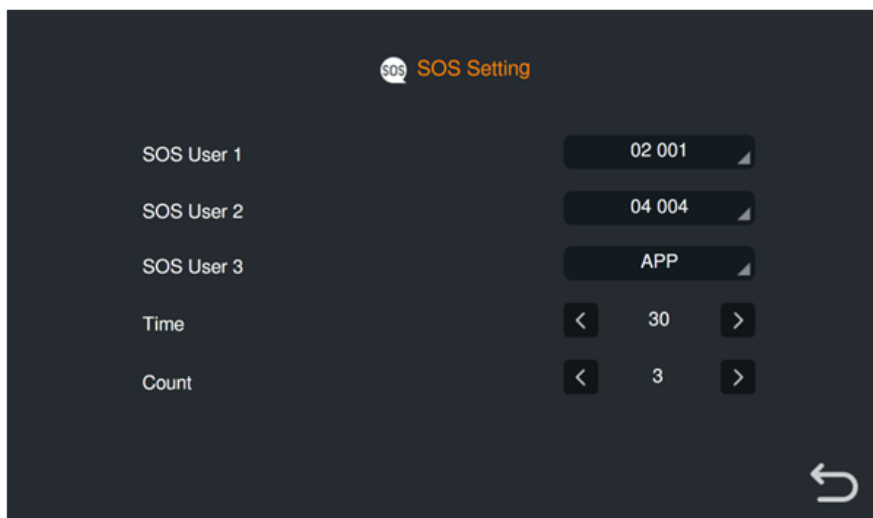 SOS SOS Setting
SOS User 1 02 001
SOS User 2 04 004
SOS User 3 APP
Time 30
Count 3